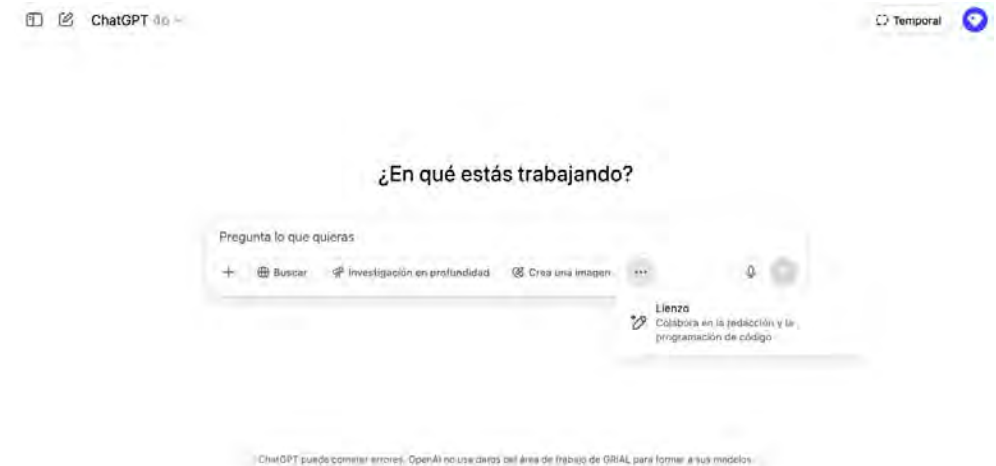 ChatGPT 4o
Temporal
¿En qué estás trabajando?
Pregunta lo que quieras
Buscar
Investigación en profundidad
Crea una imagen
Lienzo
Colabora en la redacción y la
programación de código
ChatGPT puede cometer errores. OpenAI no usa datos del área de trabajo de GRIAL para formar a sus modelos.